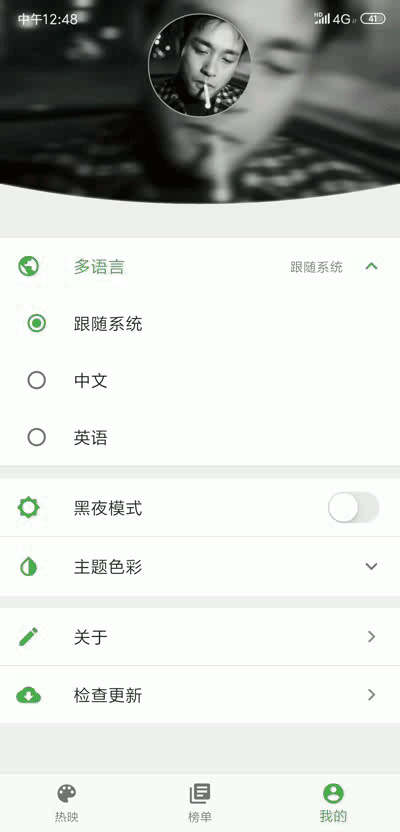 中午12:48 HD 4G 41
多语言 跟随系统
跟随系统
中文
英语
黑夜模式
主题色彩
关于
检查更新
热映 榜单 我的